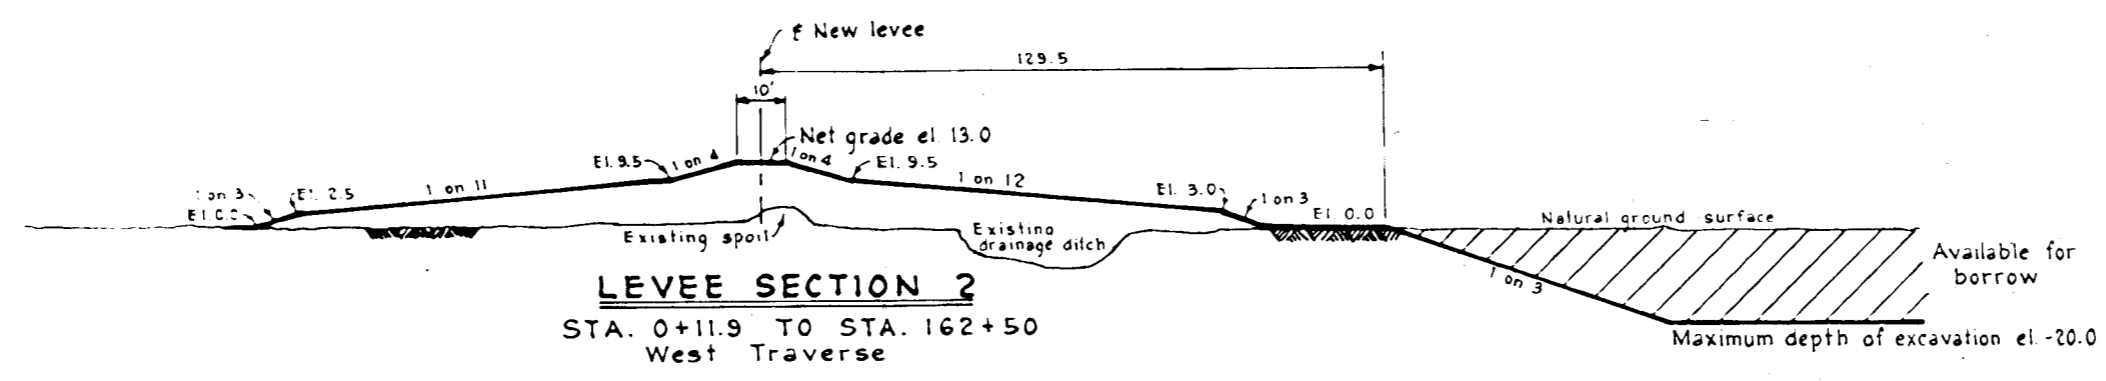 ℄ New levee
129.5
10'
Net grade el. 13.0
El. 9.5
1 on 4
1 on 4
El. 9.5
1 on 3
El. 2.5
1 on 11
1 on 12
El. 3.0
1 on 3
El. 0.0
El. 0.0
Natural ground surface
Existing spoil
Existing
drainage ditch
Available for
borrow
1 on 3
LEVEE SECTION 2
STA. 0+11.9 TO STA. 162+50
West Traverse
Maximum depth of excavation el. -20.0